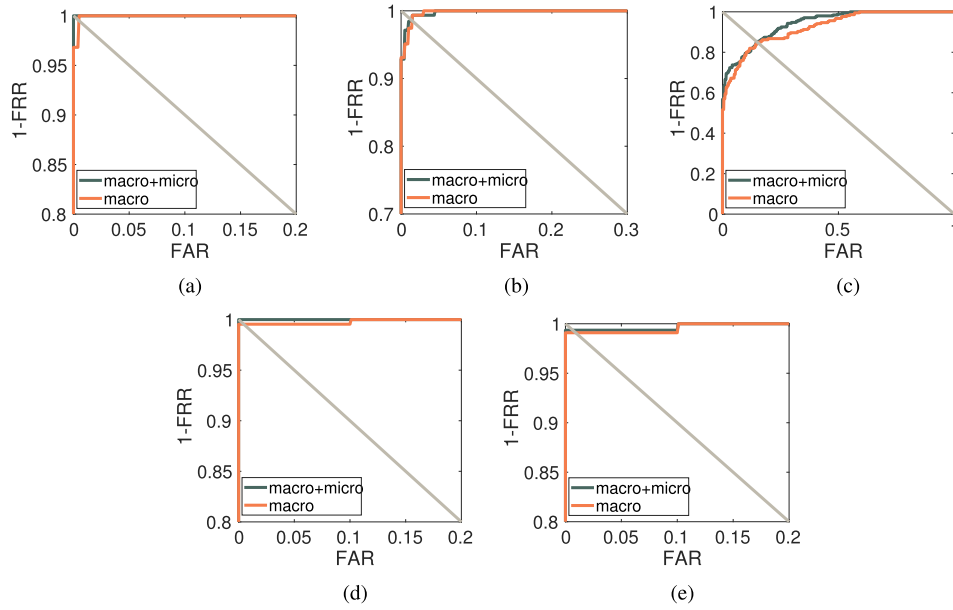 1
0.95
0.9
0.85
0.8
1-FRR
macro+micro
macro
0 0.05 0.1 0.15 0.2
FAR
(a)
1
0.9
0.8
0.7
1-FRR
macro+micro
macro
0 0.1 0.2 0.3
FAR
(b)
1
0.8
0.6
0.4
0.2
0
1-FRR
macro+micro
macro
0 0.5
FAR
(c)
1
0.95
0.9
0.85
0.8
1-FRR
macro+micro
macro
0 0.05 0.1 0.15 0.2
FAR
(d)
1
0.95
0.9
0.85
0.8
1-FRR
macro+micro
macro
0 0.05 0.1 0.15 0.2
FAR
(e)